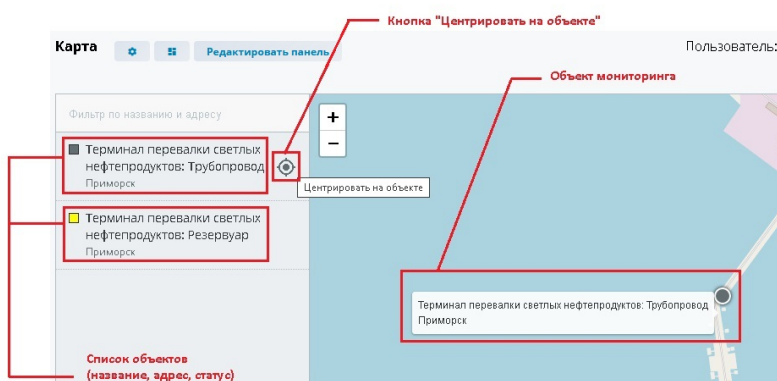 Кнопка "Центрировать на объекте"
Карта
Редактировать панель
Пользователь:
Объект мониторинга
Фильтр по названию и адресу
+
−
Терминал перевалки светлых
нефтепродуктов: Трубопровод
Приморск
Центрировать на объекте
Терминал перевалки светлых
нефтепродуктов: Резервуар
Приморск
Терминал перевалки светлых нефтепродуктов: Трубопровод
Приморск
Список объектов
(название, адрес, статус)